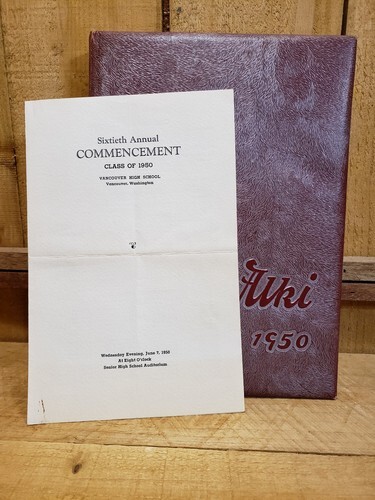 Sixtieth Annual
COMMENCEMENT
CLASS OF 1950
VANCOUVER HIGH SCHOOL
Vancouver, Washington
Wednesday Evening, June 7, 1950
At Eight O'clock
Senior High School Auditorium
Alki
1950